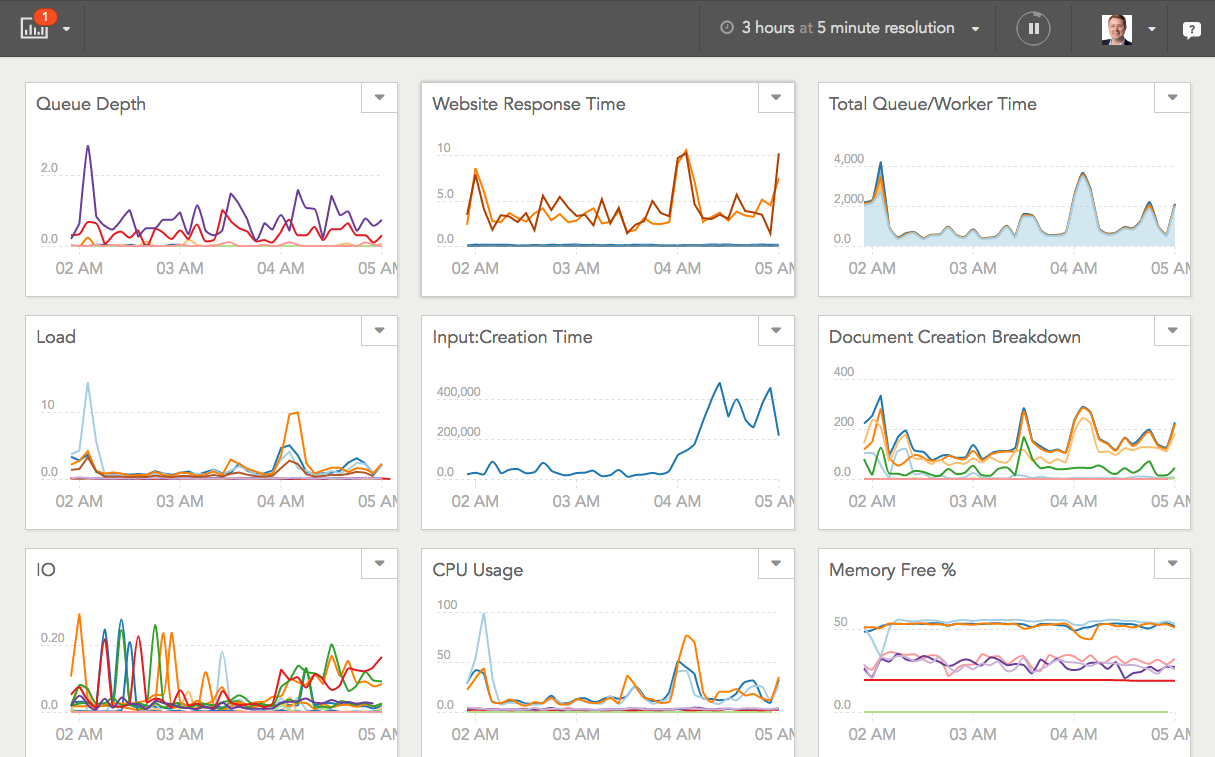 1
3 hours at 5 minute resolution
?
Queue Depth
2.0
0.0
02 AM 03 AM 04 AM 05 AM
Website Response Time
10
5.0
0.0
02 AM 03 AM 04 AM 05 AM
Total Queue/Worker Time
4,000
2,000
0.0
02 AM 03 AM 04 AM 05 AM
Load
10
0.0
02 AM 03 AM 04 AM 05 AM
Input:Creation Time
400,000
200,000
0.0
02 AM 03 AM 04 AM 05 AM
Document Creation Breakdown
400
200
0.0
02 AM 03 AM 04 AM 05 AM
IO
0.20
0.0
02 AM 03 AM 04 AM 05 AM
CPU Usage
100
50
0.0
02 AM 03 AM 04 AM 05 AM
Memory Free %
50
0.0
02 AM 03 AM 04 AM 05 AM